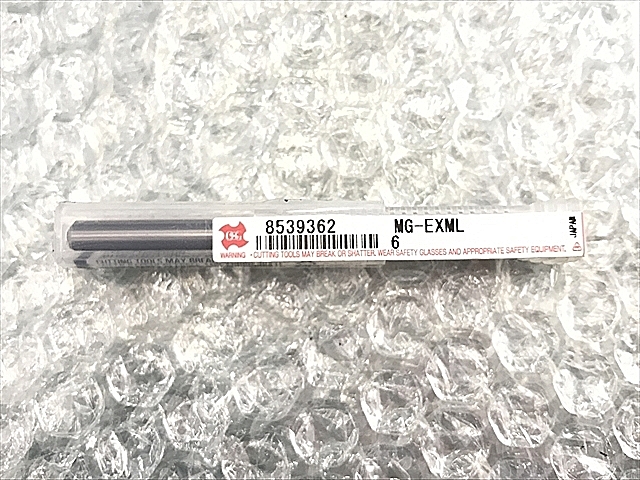 8539362 MG-EXML
6
OSG
WARNING • CUTTING TOOLS MAY BREAK OR SHATTER. WEAR SAFETY GLASSES AND APPROPRIATE SAFETY EQUIPMENT.
JAPAN
CUTTING TOOLS MAY BREA